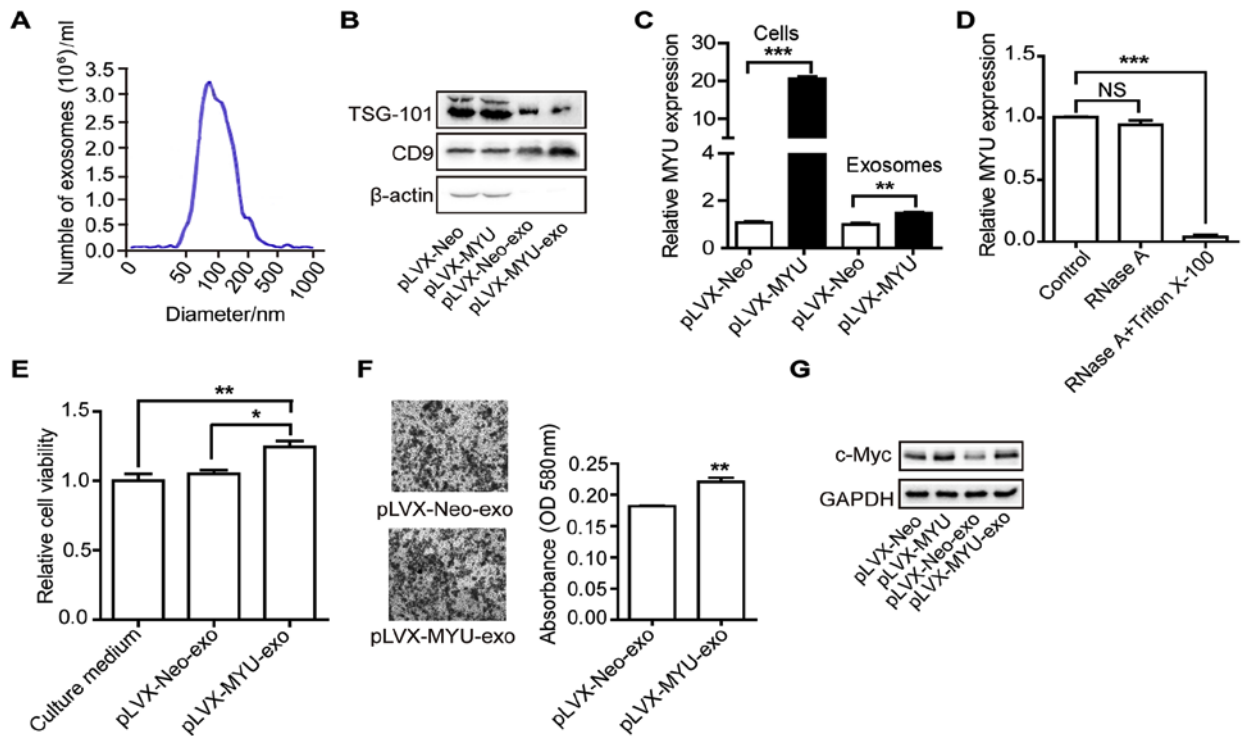 A
Numble of exosomes (10⁶)/ml
3.5
3.0
2.5
2.0
1.5
1.0
0.5
0.0
0 50 100 200 500 1000
Diameter/nm
B
TSG-101
CD9
β-actin
pLVX-Neo
pLVX-MYU
pLVX-Neo-exo
pLVX-MYU-exo
C
Relative MYU expression
30
20
10
4
2
0
Cells
***
Exosomes
**
pLVX-Neo
pLVX-MYU
pLVX-Neo
pLVX-MYU
D
Relative MYU expression
1.5
1.0
0.5
0.0
***
NS
Control
RNase A
RNase A+Triton X-100
E
Relative cell viability
1.5
1.0
0.5
0.0
**
*
Culture medium
pLVX-Neo-exo
pLVX-MYU-exo
F
pLVX-Neo-exo
pLVX-MYU-exo
Absorbance (OD 580nm)
0.25
0.20
0.15
0.10
0.05
0.00
**
pLVX-Neo-exo
pLVX-MYU-exo
G
c-Myc
GAPDH
pLVX-Neo
pLVX-MYU
pLVX-Neo-exo
pLVX-MYU-exo